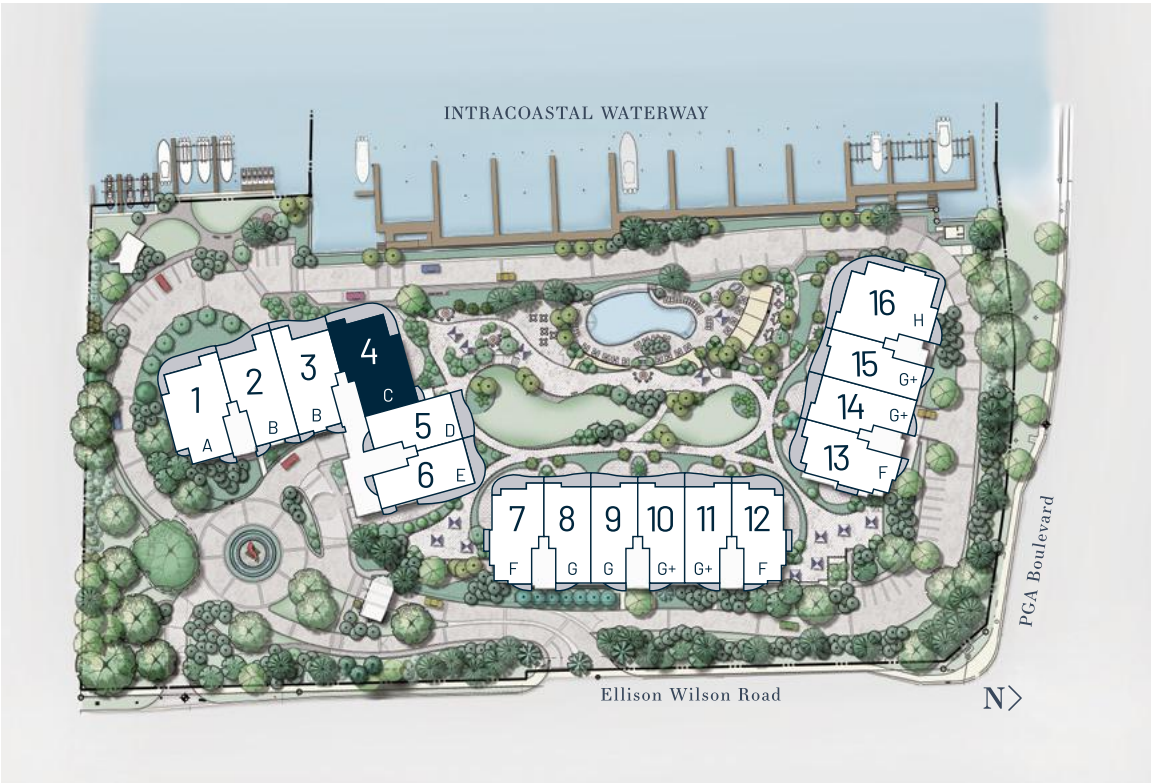 INTRACOASTAL WATERWAY
16
H
15
G+
14
G+
13
F
4
C
3
B
2
B
1
A
5
D
6
E
7
F
8
G
9
G
10
G+
11
G+
12
F
PGA Boulevard
Ellison Wilson Road
N